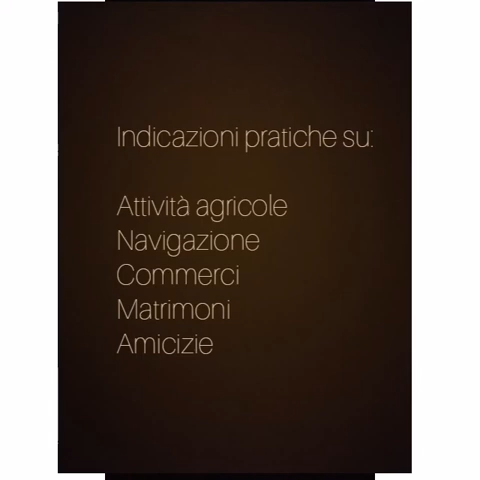 Indicazioni pratiche su:
Attività agricole
Navigazione
Commerci
Matrimoni
Amicizie